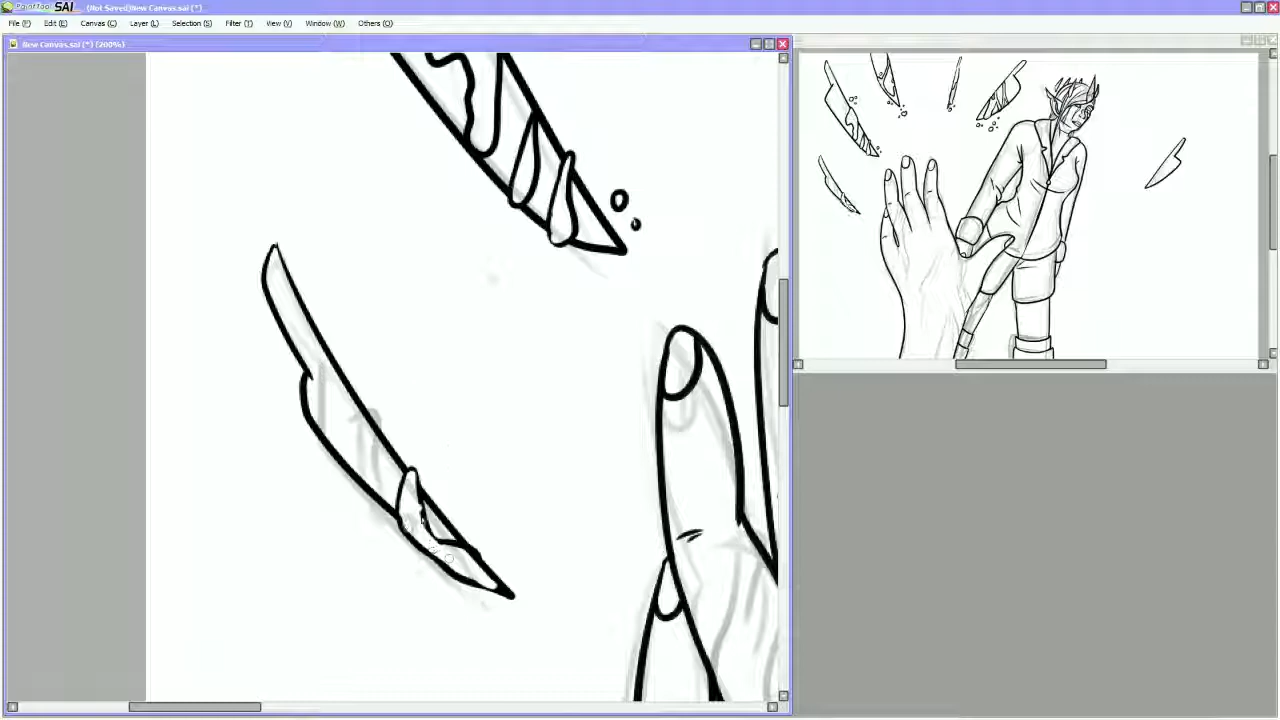 PaintTool SAI (Not Saved)New Canvas.sai (*)
File (F) Edit (E) Canvas (C) Layer (L) Selection (S) Filter (T) View (V) Window (W) Others (O)
New Canvas.sai (*) (200%)